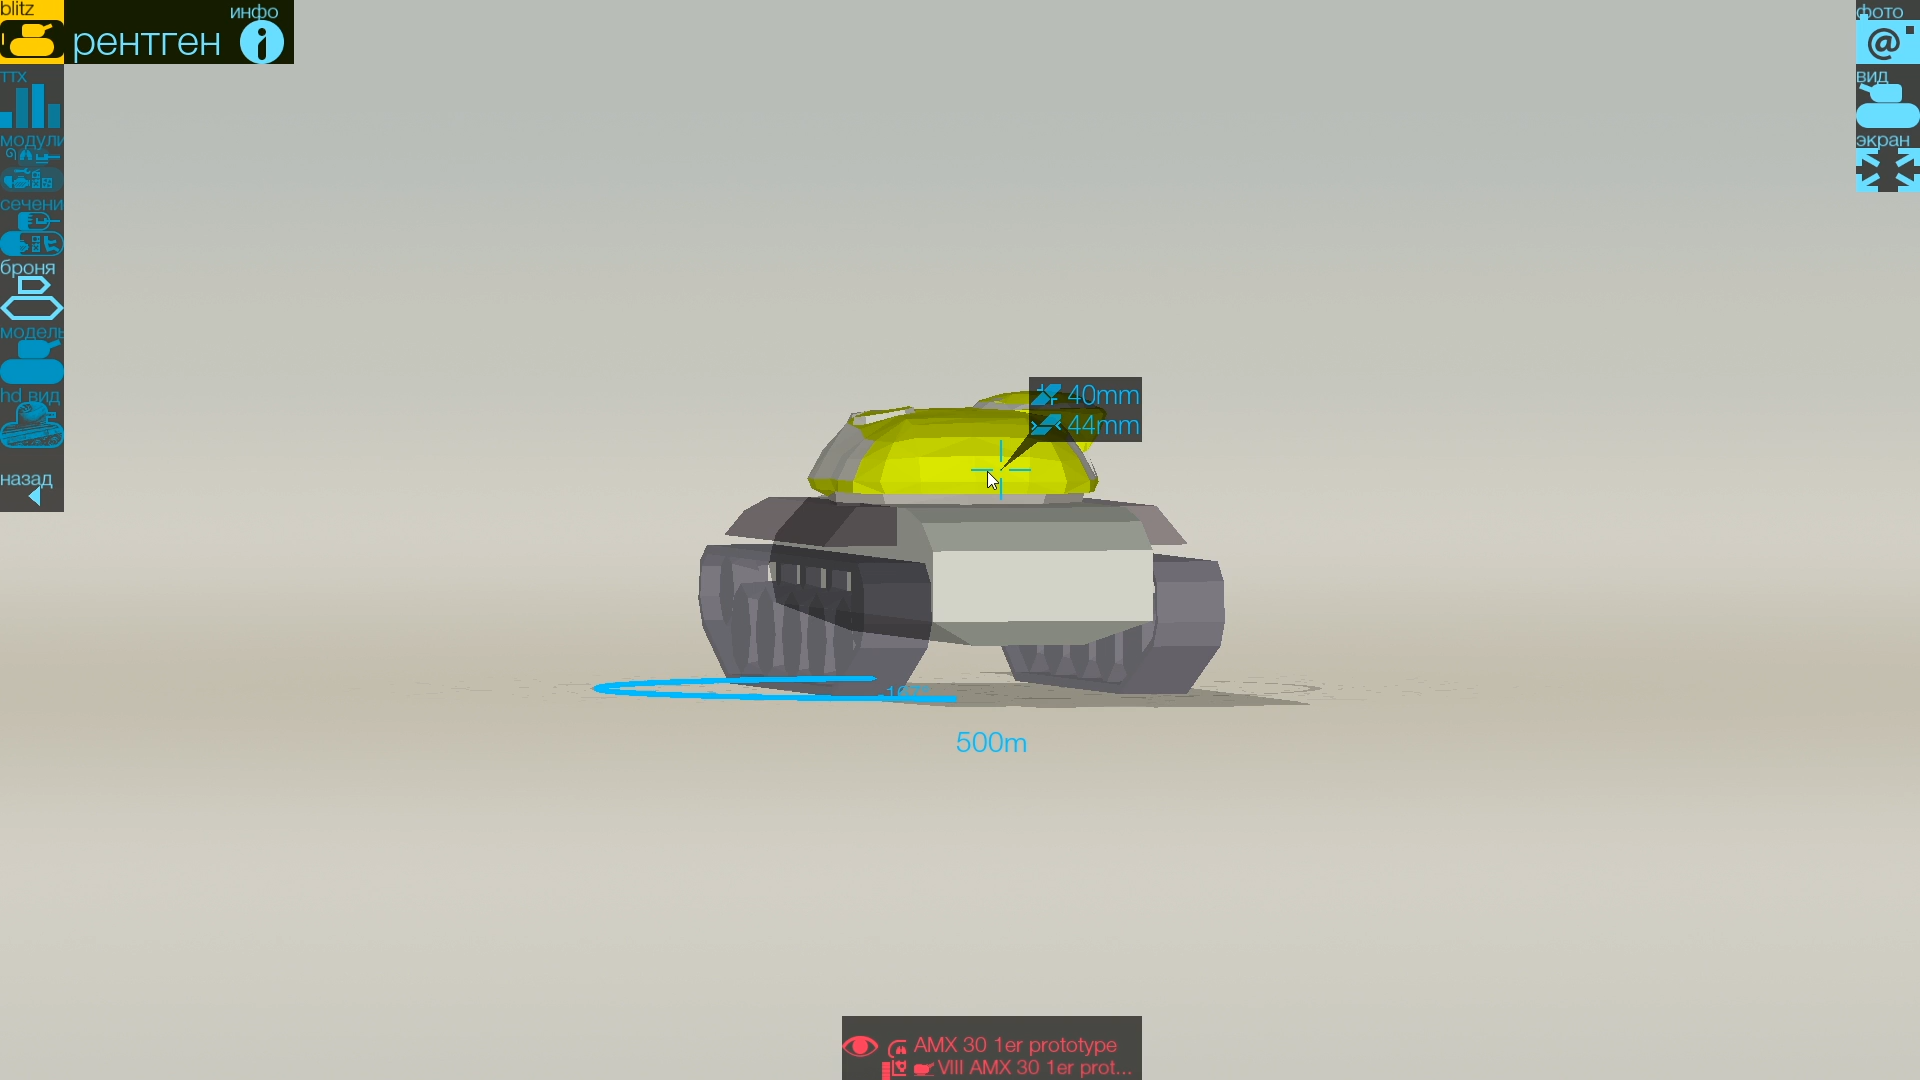 blitz
рентген
инфо
ттх
модули
сечени
броня
модель
hd вид
назад
фото
@
вид
экран
40mm
44mm
500m
AMX 30 1er prototype
VIII AMX 30 1er prot...